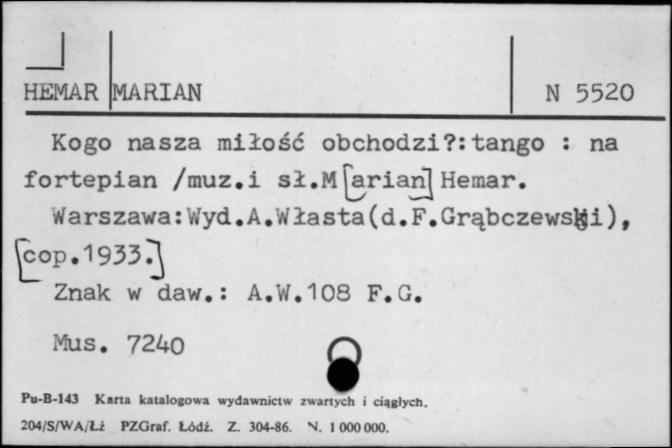 HEMAR MARIAN N 5520
Kogo nasza miłość obchodzi?:tango : na
fortepian /muz.i sł.M[arian] Hemar.
Warszawa:Wyd.A.Własta(d.F.Grąbczewski),
[cop.1933.]
Znak w daw.: A.W.108 F.G.
Mus. 7240
Pu-B-143 Karta katalogowa wydawnictw zwartych i ciągłych.
204/S/WA/Łż PZGraf. Łódź. Z. 304-86. N. 1 000 000.